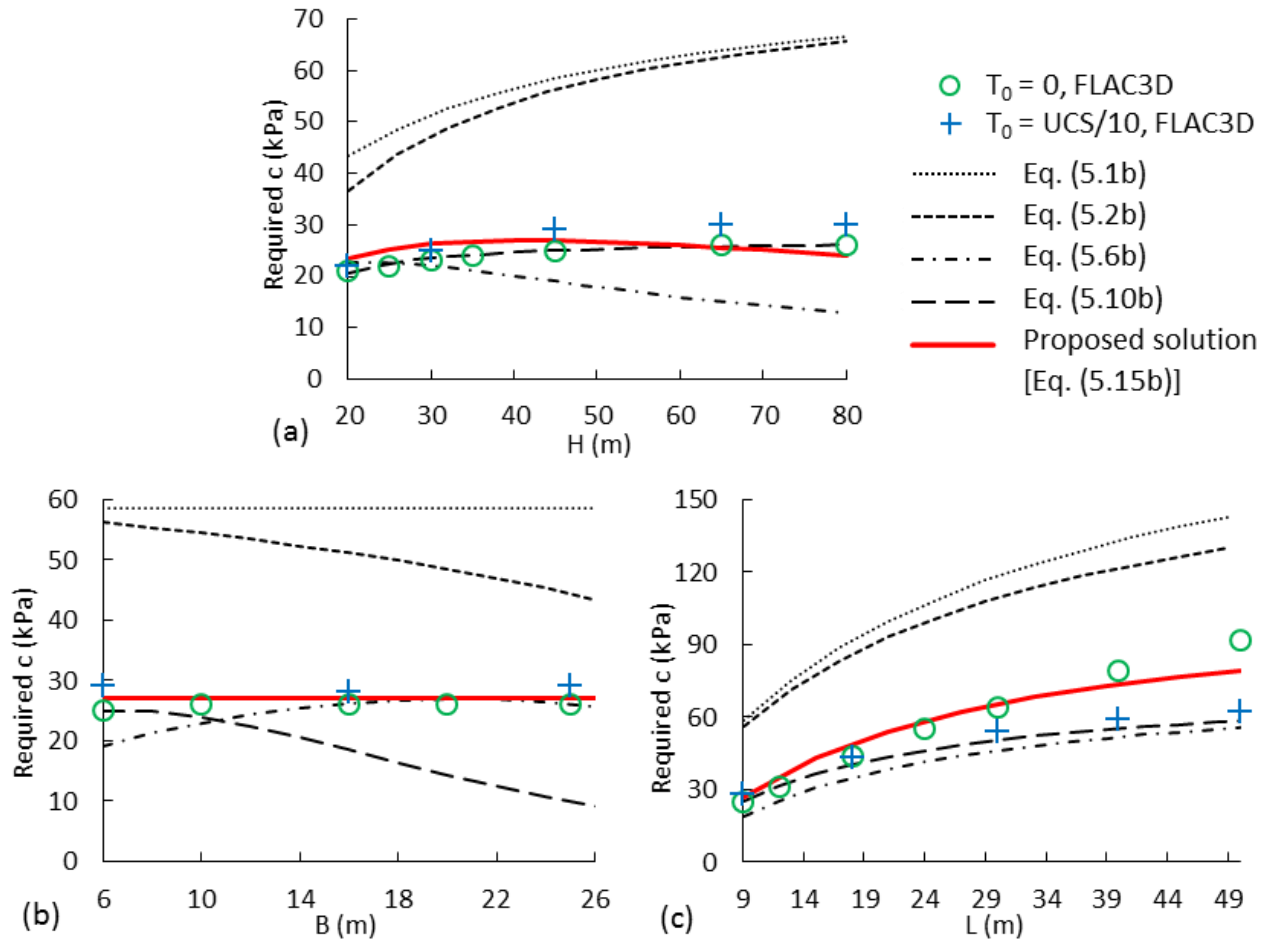 70
60
50
40
30
20
10
0
Required c (kPa)
20 30 40 50 60 70 80
H (m)
(a)
T0 = 0, FLAC3D
T0 = UCS/10, FLAC3D
Eq. (5.1b)
Eq. (5.2b)
Eq. (5.6b)
Eq. (5.10b)
Proposed solution
[Eq. (5.15b)]
60
50
40
30
20
10
0
Required c (kPa)
6 10 14 18 22 26
B (m)
(b)
150
120
90
60
30
0
Required c (kPa)
9 14 19 24 29 34 39 44 49
L (m)
(c)